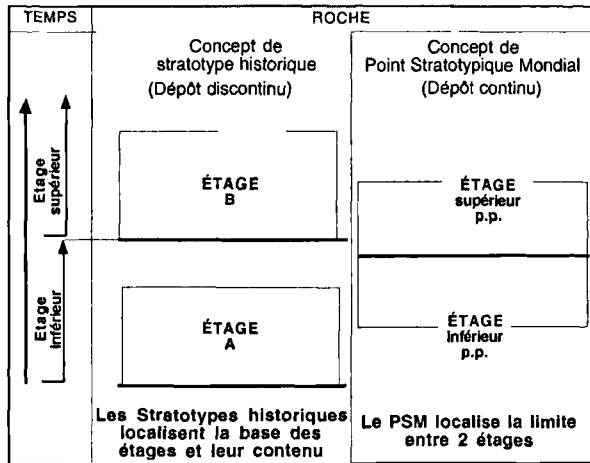 TEMPS
ROCHE
Concept de
stratotype historique
(Dépôt discontinu)
Concept de
Point Stratotypique Mondial
(Dépôt continu)
Etage
supérieur
Etage
inférieur
ÉTAGE
B
ÉTAGE
A
ÉTAGE
supérieur
p.p.
ÉTAGE
inférieur
p.p.
Les Stratotypes historiques
localisent la base des
étages et leur contenu
Le PSM localise la limite
entre 2 étages